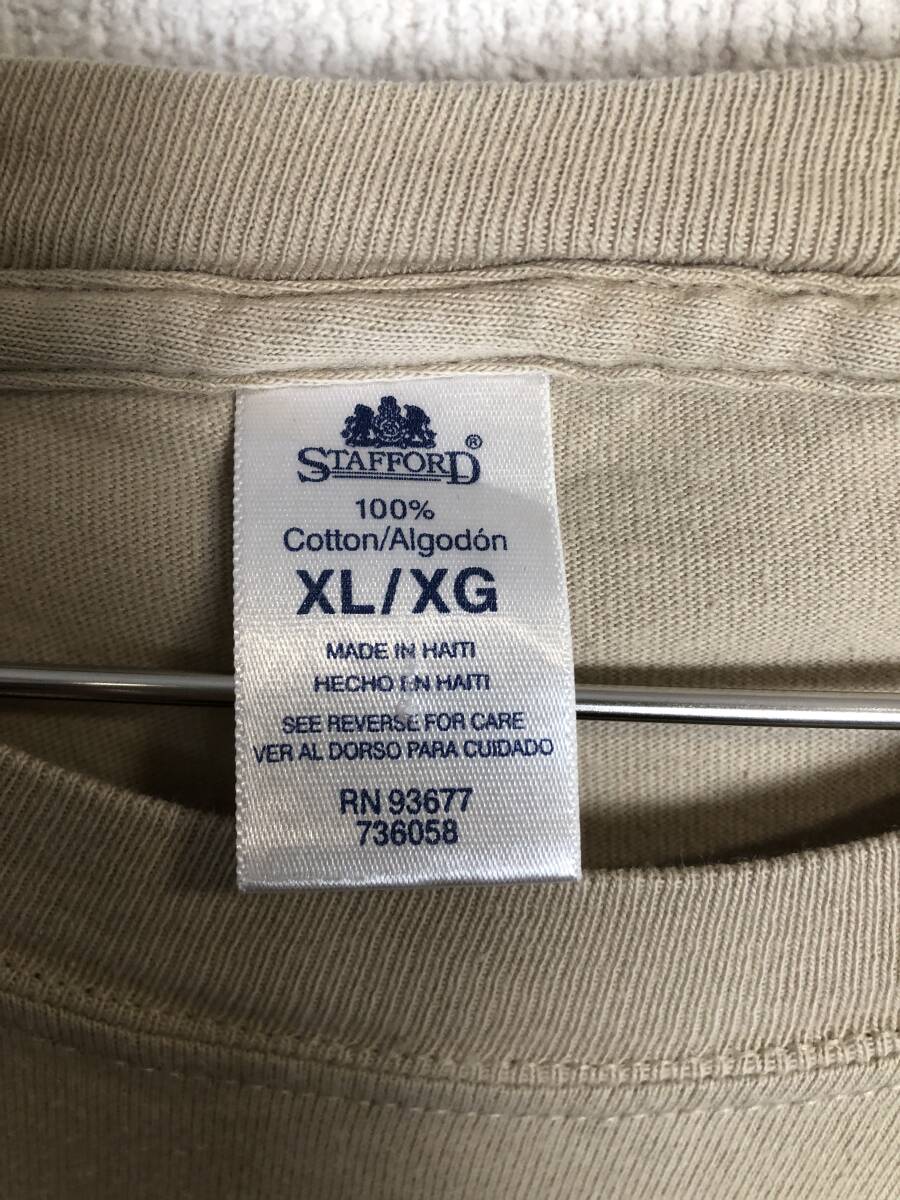 STAFFORD®
100%
Cotton/Algodón
XL/XG
MADE IN HAITI
HECHO EN HAITI
SEE REVERSE FOR CARE
VER AL DORSO PARA CUIDADO
RN 93677
736058